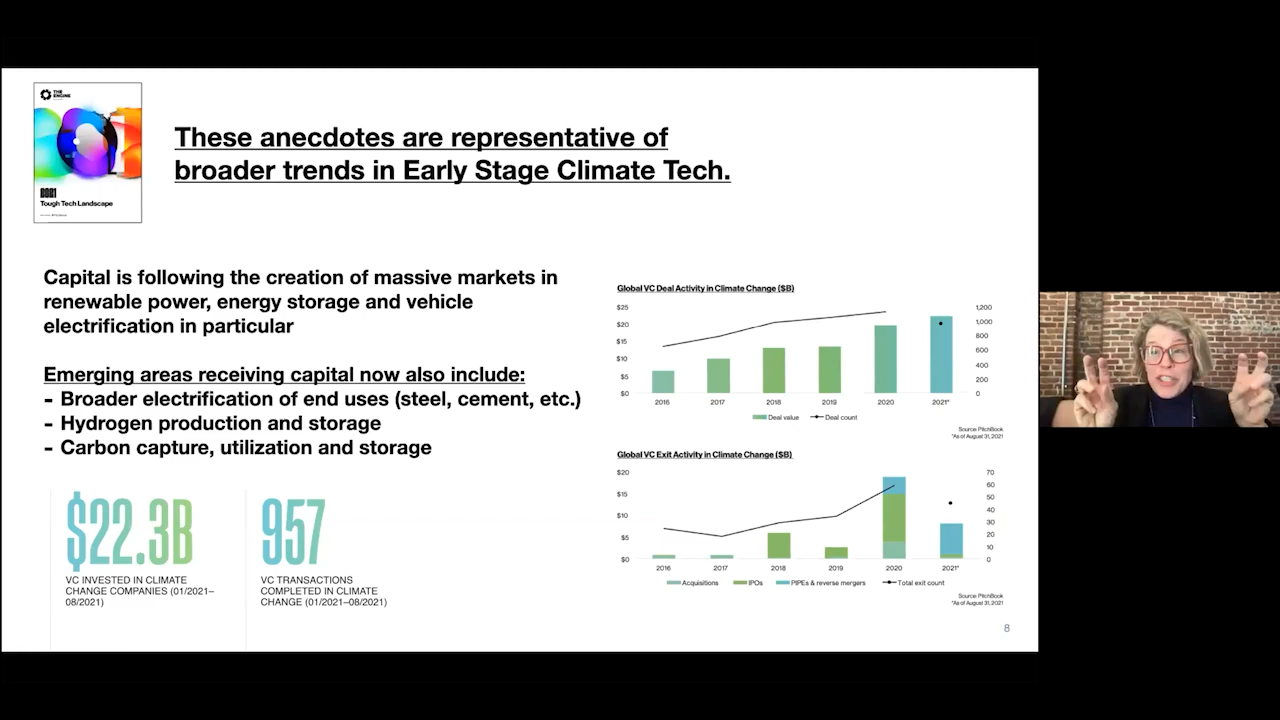 THE
ENGINE
2021
Tough Tech Landscape
These anecdotes are representative of
broader trends in Early Stage Climate Tech.
Capital is following the creation of massive markets in
renewable power, energy storage and vehicle
electrification in particular
Emerging areas receiving capital now also include:
- Broader electrification of end uses (steel, cement, etc.)
- Hydrogen production and storage
- Carbon capture, utilization and storage
$22.3B
VC INVESTED IN CLIMATE
CHANGE COMPANIES (01/2021–
08/2021)
957
VC TRANSACTIONS
COMPLETED IN CLIMATE
CHANGE (01/2021–08/2021)
Global VC Deal Activity in Climate Change ($B)
$25 1,200
$20 1,000
$15 800
$10 600
$5 400
$0 200
0
2016 2017 2018 2019 2020 2021*
Deal value Deal count
Source: PitchBook
*As of August 31, 2021
Global VC Exit Activity in Climate Change ($B)
$20 70
$15 60
$10 50
$5 40
$0 30
20
10
0
2016 2017 2018 2019 2020 2021*
Acquisitions IPOs PIPEs & reverse mergers Total exit count
Source: PitchBook
*As of August 31, 2021
8